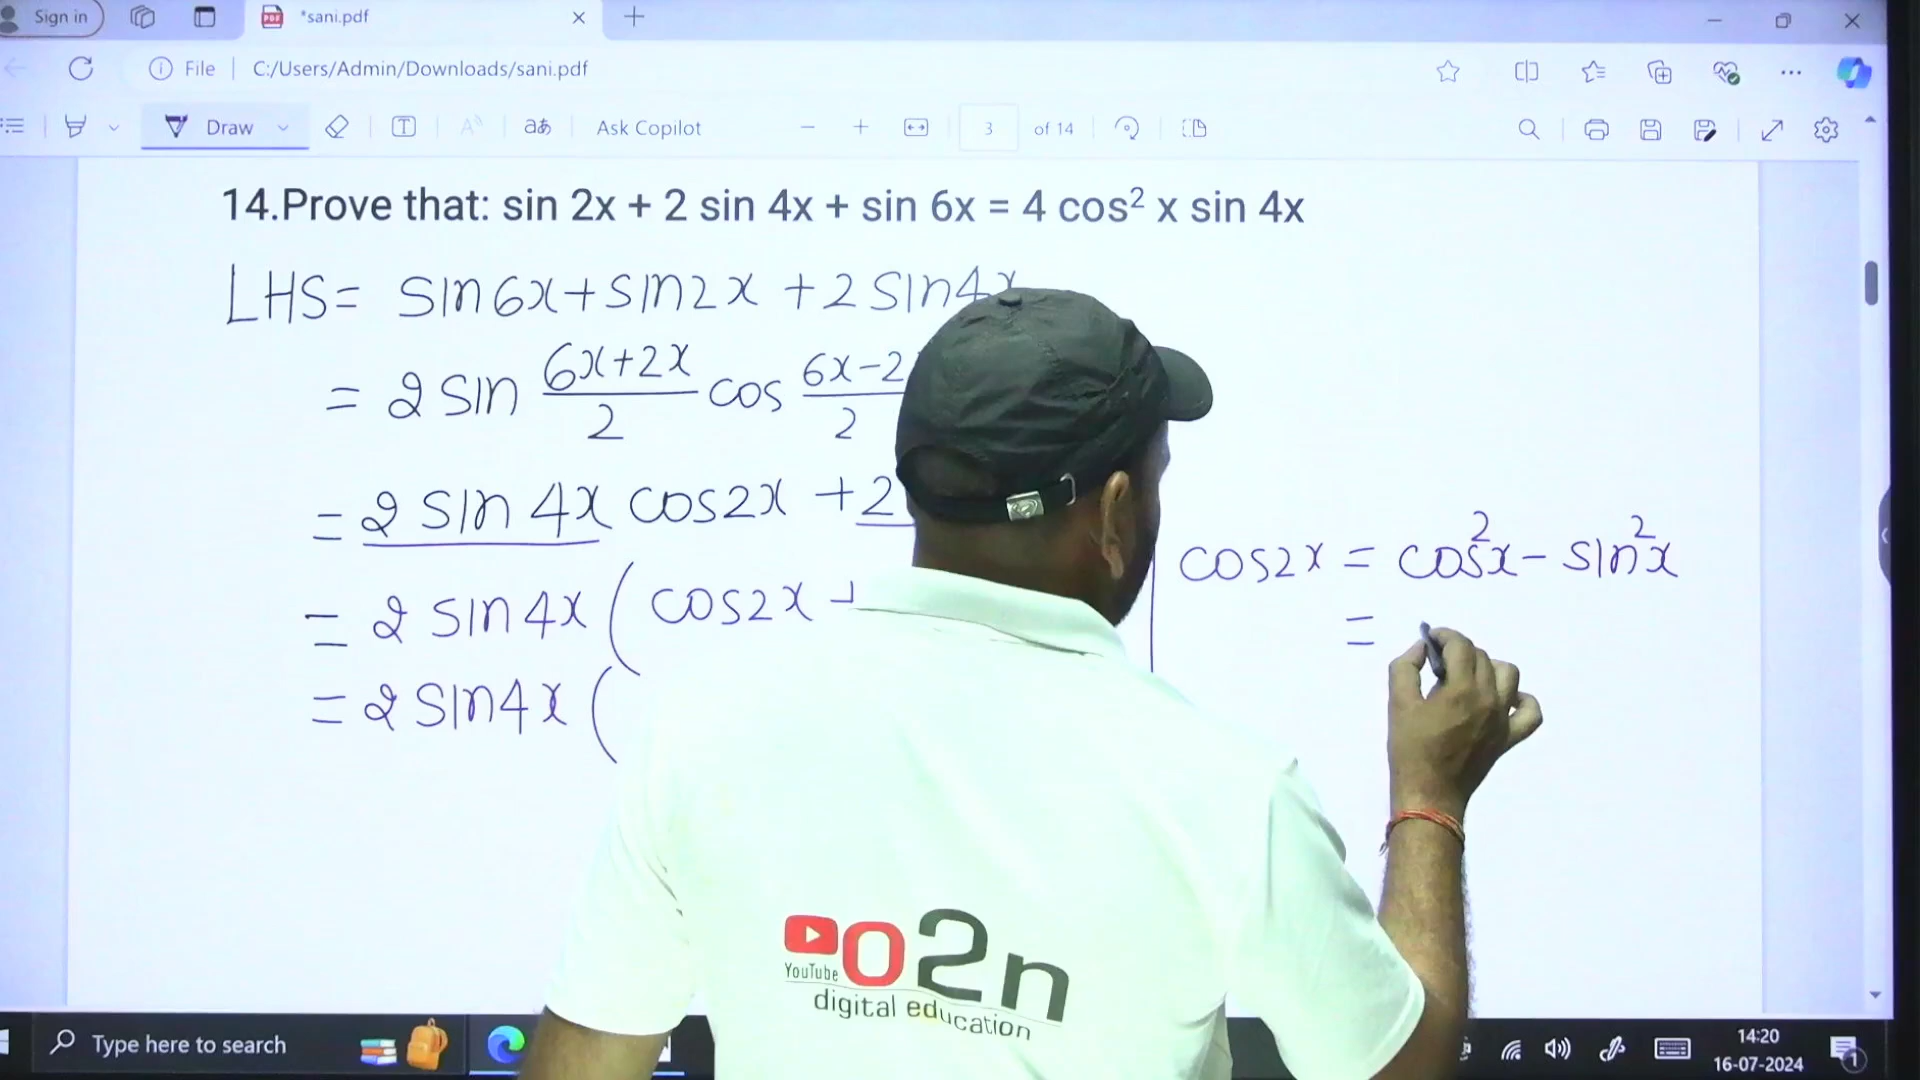 Sign in
*sani.pdf
File
C:/Users/Admin/Downloads/sani.pdf
Draw
Ask Copilot
3 of 14
14.Prove that: sin 2x + 2 sin 4x + sin 6x = 4 cos² x sin 4x
LHS = sin6x+sin2x +2 sin4x
= 2 sin (6x+2x)/2 cos 6x-2 /2
= 2 sin 4x cos2x +2
= 2 sin 4x ( cos2x +
= 2 sin4x (
cos2x = cos²x - sin²x
=
YouTube o2n
digital education
Type here to search
14:20
16-07-2024
1